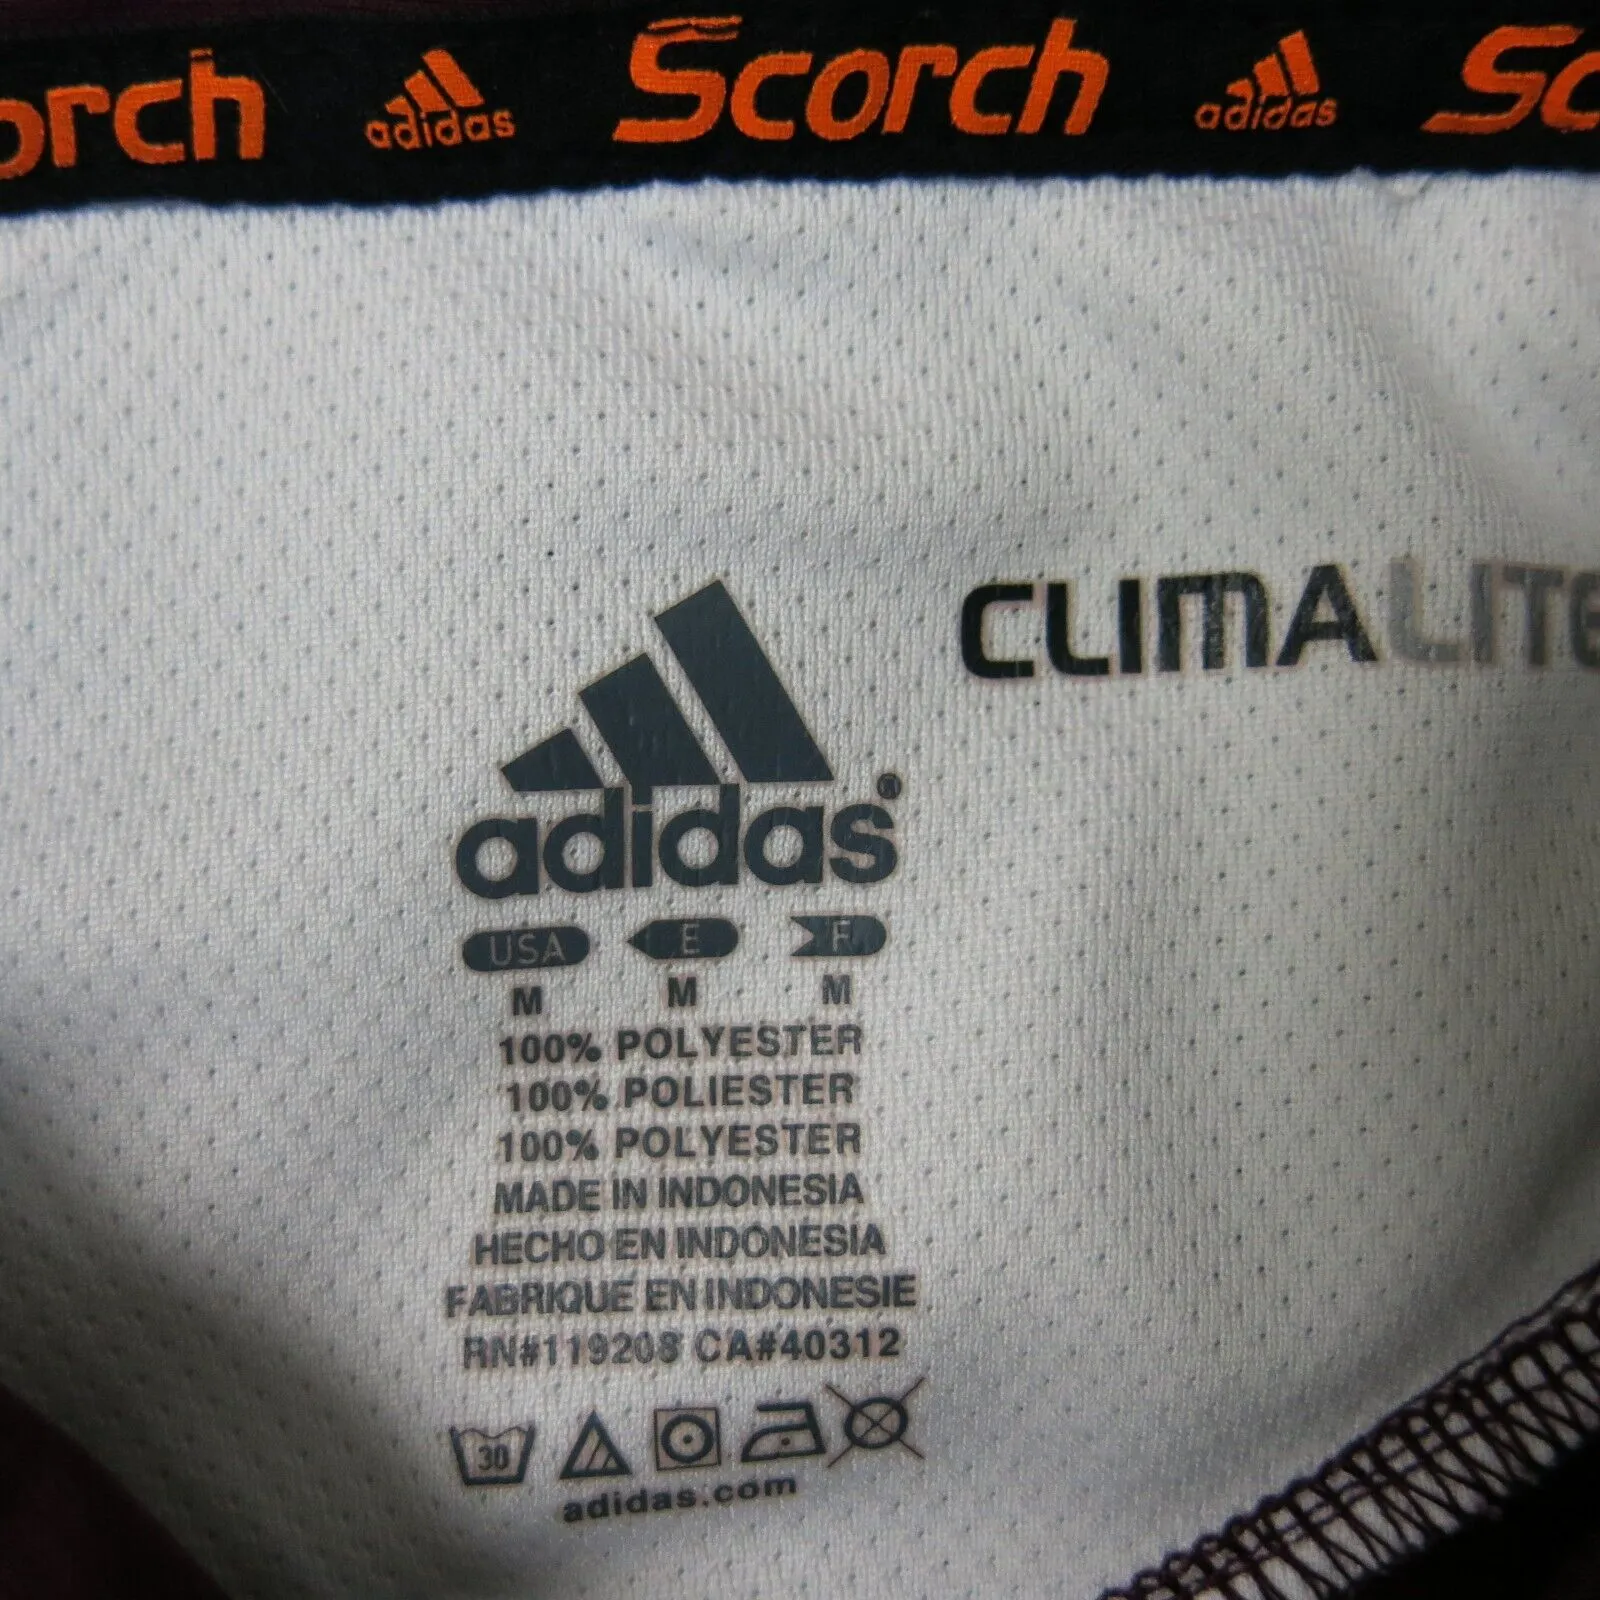 orch adidas Scorch adidas Sc
CLIMALITE
adidas®
USA E F
M M M
100% POLYESTER
100% POLIESTER
100% POLYESTER
MADE IN INDONESIA
HECHO EN INDONESIA
FABRIQUE EN INDONESIE
RN#119208 CA#40312
30
adidas.com